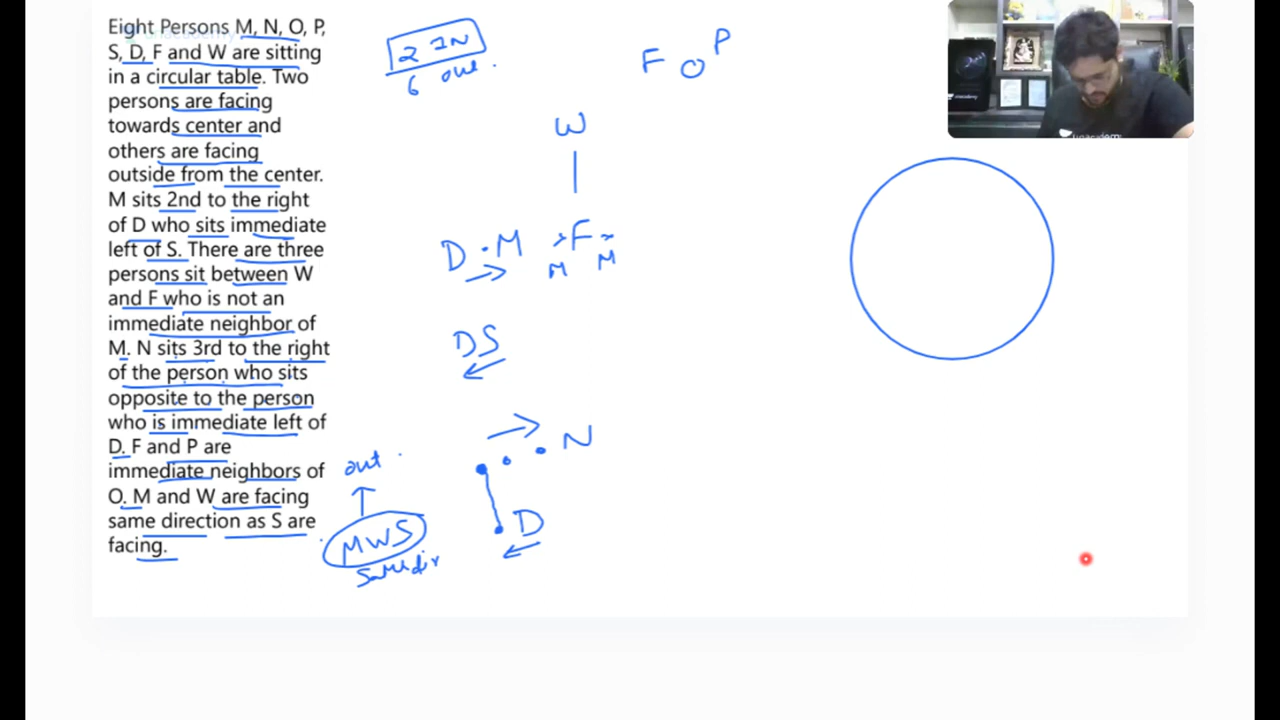 Eight Persons M, N, O, P,
S, D, F and W are sitting
in a circular table. Two
persons are facing
towards center and
others are facing
outside from the center.
M sits 2nd to the right
of D who sits immediate
left of S. There are three
persons sit between W
and F who is not an
immediate neighbor of
M. N sits 3rd to the right
of the person who sits
opposite to the person
who is immediate left of
D. F and P are
immediate neighbors of
O. M and W are facing
same direction as S are
facing.
2 IN
6 out.
F O P
W
D . M F
M M
DS
N
out
MWS
Same dir
D
unacademy